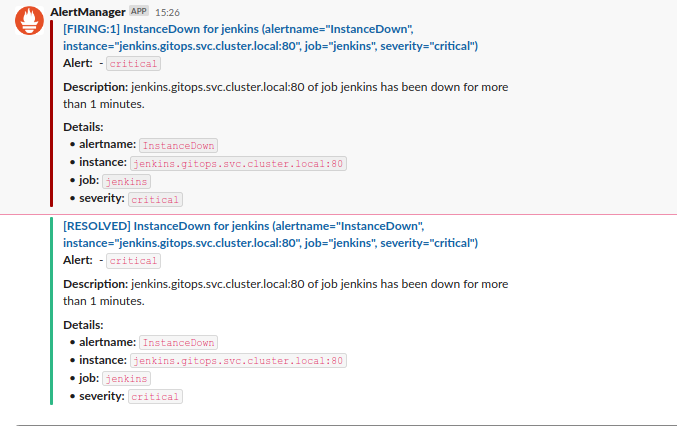 AlertManager APP 15:26
[FIRING:1] InstanceDown for jenkins (alertname="InstanceDown",
instance="jenkins.gitops.svc.cluster.local:80", job="jenkins", severity="critical")
Alert: - critical
Description: jenkins.gitops.svc.cluster.local:80 of job jenkins has been down for more
than 1 minutes.
Details:
• alertname: InstanceDown
• instance: jenkins.gitops.svc.cluster.local:80
• job: jenkins
• severity: critical
[RESOLVED] InstanceDown for jenkins (alertname="InstanceDown",
instance="jenkins.gitops.svc.cluster.local:80", job="jenkins", severity="critical")
Alert: - critical
Description: jenkins.gitops.svc.cluster.local:80 of job jenkins has been down for more
than 1 minutes.
Details:
• alertname: InstanceDown
• instance: jenkins.gitops.svc.cluster.local:80
• job: jenkins
• severity: critical